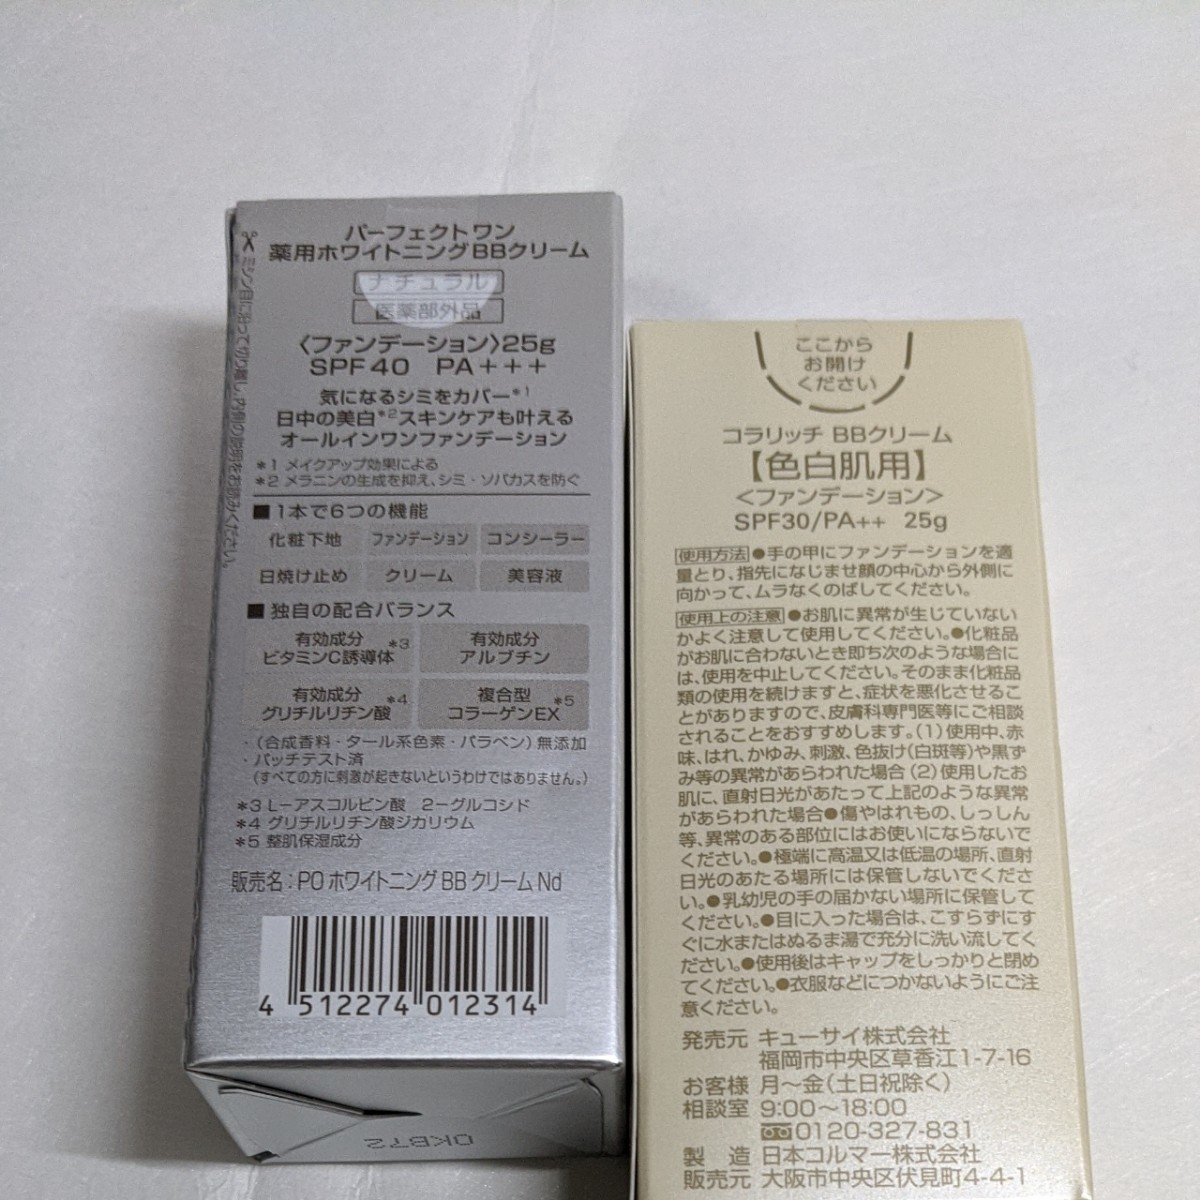 パーフェクトワン
薬用ホワイトニングBBクリーム
ナチュラル
医薬部外品
〈ファンデーション〉25g
SPF40 PA+++
気になるシミをカバー*1
日中の美白*2スキンケアも叶える
オールインワンファンデーション
*1 メイクアップ効果による
*2 メラニンの生成を抑え、シミ・ソバカスを防ぐ
■1本で6つの機能
化粧下地 ファンデーション コンシーラー
日焼け止め クリーム 美容液
■独自の配合バランス
有効成分 有効成分
ビタミンC誘導体*3 アルブチン
有効成分 複合型
グリチルリチン酸*4 コラーゲンEX*5
・(合成香料・タール系色素・パラベン)無添加
・パッチテスト済
(すべての方に刺激が起きないというわけではありません。)
*3 L-アスコルビン酸 2-グルコシド
*4 グリチルリチン酸ジカリウム
*5 整肌保湿成分
販売名:PO ホワイトニング BB クリーム Nd
4 512274 012314
OKB72
ミシン目に沿って切り離し、内側の説明をお読みください。
ここから
お開け
ください
コラリッチ BBクリーム
【色白肌用】
<ファンデーション>
SPF30/PA++ 25g
使用方法 ●手の甲にファンデーションを適
量とり、指先になじませ顔の中心から外側に
向かって、ムラなくのばしてください。
使用上の注意 ●お肌に異常が生じていない
かよく注意して使用してください。●化粧品
がお肌に合わないとき即ち次のような場合に
は、使用を中止してください。そのまま化粧品
類の使用を続けますと、症状を悪化させるこ
とがありますので、皮膚科専門医等にご相談
されることをおすすめします。(1)使用中、赤
味、はれ、かゆみ、刺激、色抜け(白斑等)や黒ず
み等の異常があらわれた場合(2)使用したお
肌に、直射日光があたって上記のような異常
があらわれた場合●傷やはれもの、しっしん
等、異常のある部位にはお使いにならないで
ください。●極端に高温又は低温の場所、直射
日光のあたる場所には保管しないでくださ
い。●乳幼児の手の届かない場所に保管して
ください。●目に入った場合は、こすらずにす
ぐに水またはぬるま湯で充分に洗い流してく
ださい。●使用後はキャップをしっかりと閉め
てください。●衣服などにつかないようにご注
意ください。
発売元 キューサイ株式会社
福岡市中央区草香江1-7-16
お客様 月〜金(土日祝除く)
相談室 9:00〜18:00
0120-327-831
製造 日本コルマー株式会社
販売元 大阪市中央区伏見町4-4-1